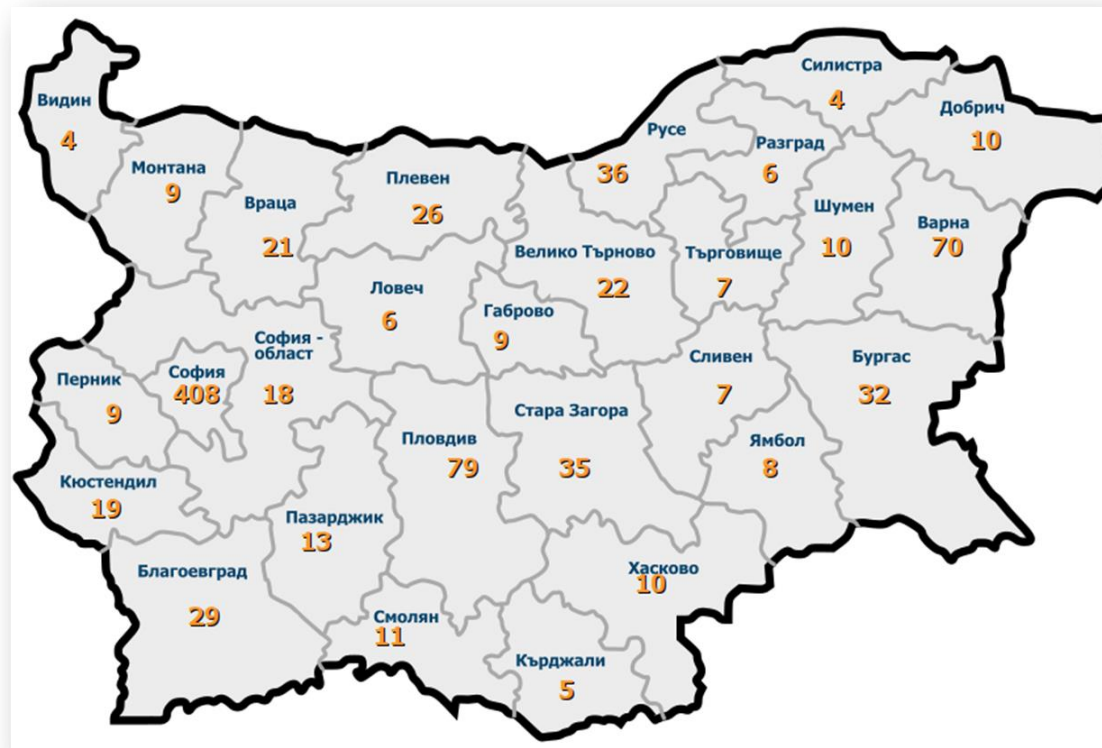 Силистра
4
Видин
4
Добрич
10
Русе
36
Разград
6
Монтана
9
Плевен
26
Враца
21
Шумен
10
Варна
70
Велико Търново
22
Търговище
7
Ловеч
6
Габрово
9
София -
област
18
София
408
Перник
9
Сливен
7
Бургас
32
Стара Загора
35
Пловдив
79
Ямбол
8
Кюстендил
19
Пазарджик
13
Благоевград
29
Хасково
10
Смолян
11
Кърджали
5